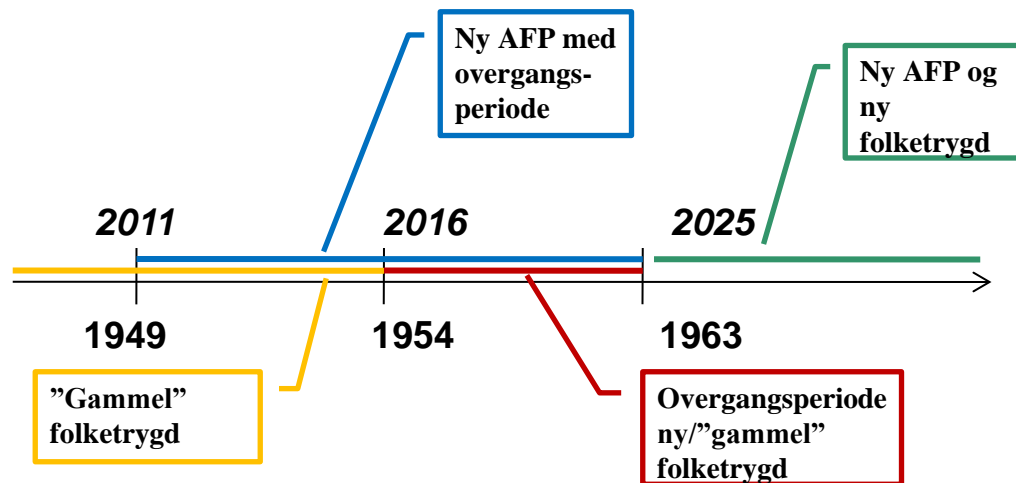 Ny AFP med
overgangs-
periode
Ny AFP og
ny
folketrygd
2011
2016
2025
1949
1954
1963
”Gammel”
folketrygd
Overgangsperiode
ny/”gammel”
folketrygd